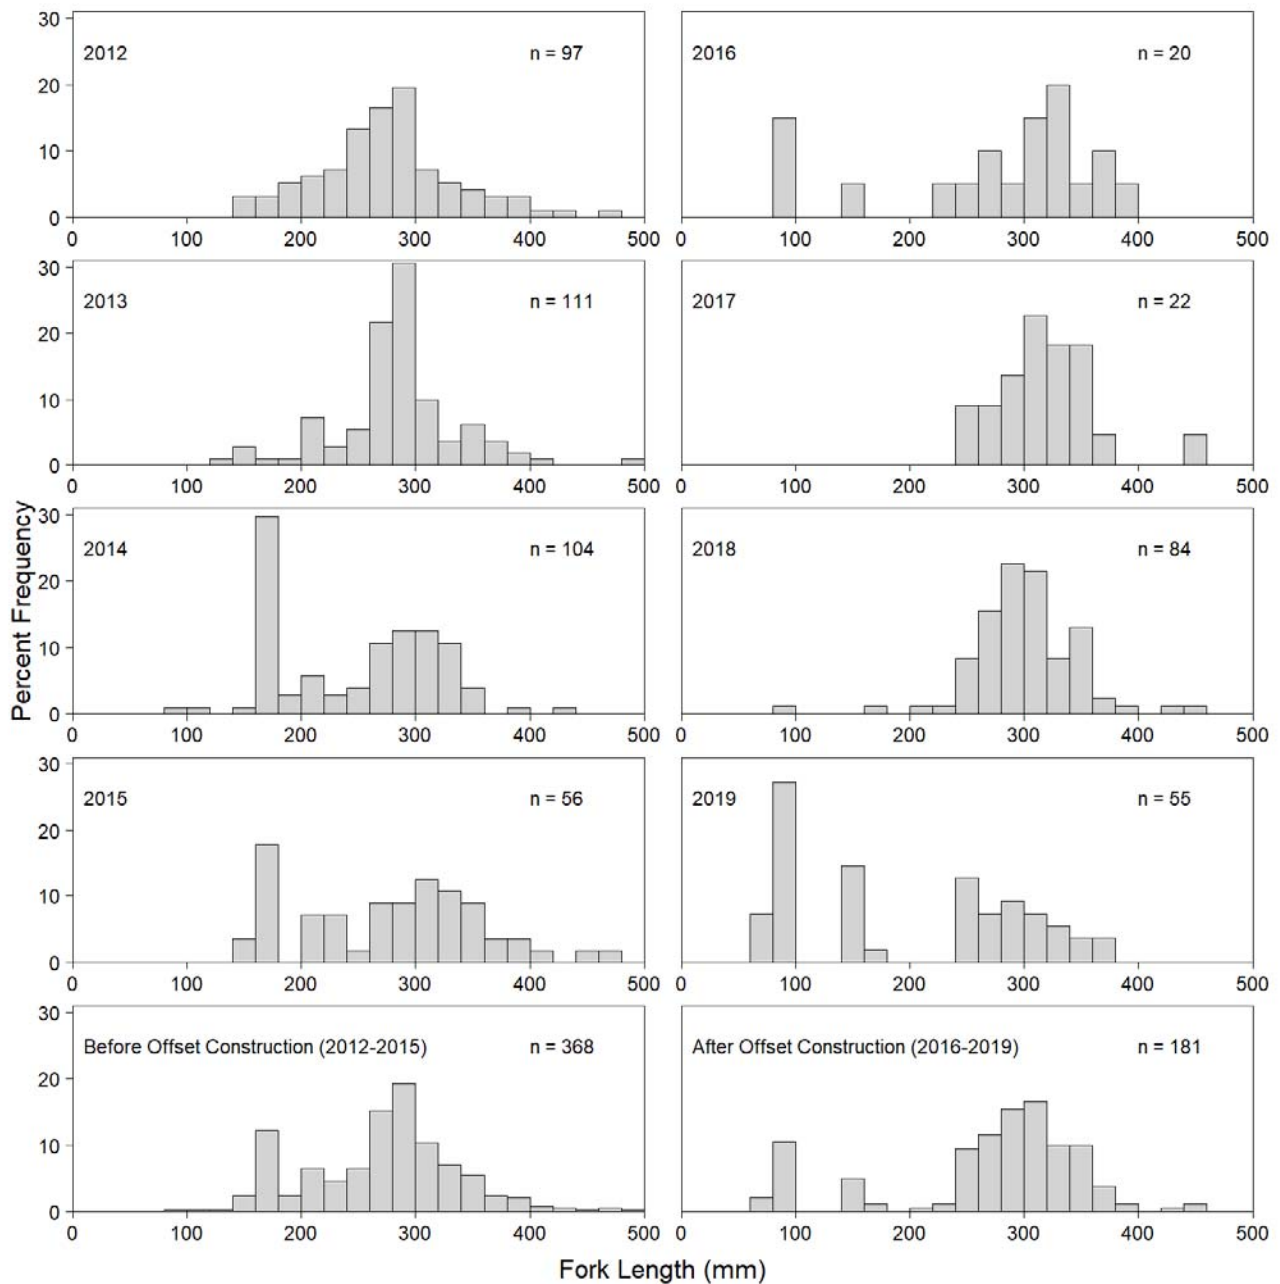 30
20
10
0
2012
n = 97
0 100 200 300 400 500
2016
n = 20
0 100 200 300 400 500
30
20
10
0
2013
n = 111
0 100 200 300 400 500
2017
n = 22
0 100 200 300 400 500
30
20
10
0
2014
n = 104
0 100 200 300 400 500
2018
n = 84
0 100 200 300 400 500
Percent Frequency
30
20
10
0
2015
n = 56
0 100 200 300 400 500
2019
n = 55
0 100 200 300 400 500
30
20
10
0
Before Offset Construction (2012-2015)
n = 368
0 100 200 300 400 500
After Offset Construction (2016-2019)
n = 181
0 100 200 300 400 500
Fork Length (mm)